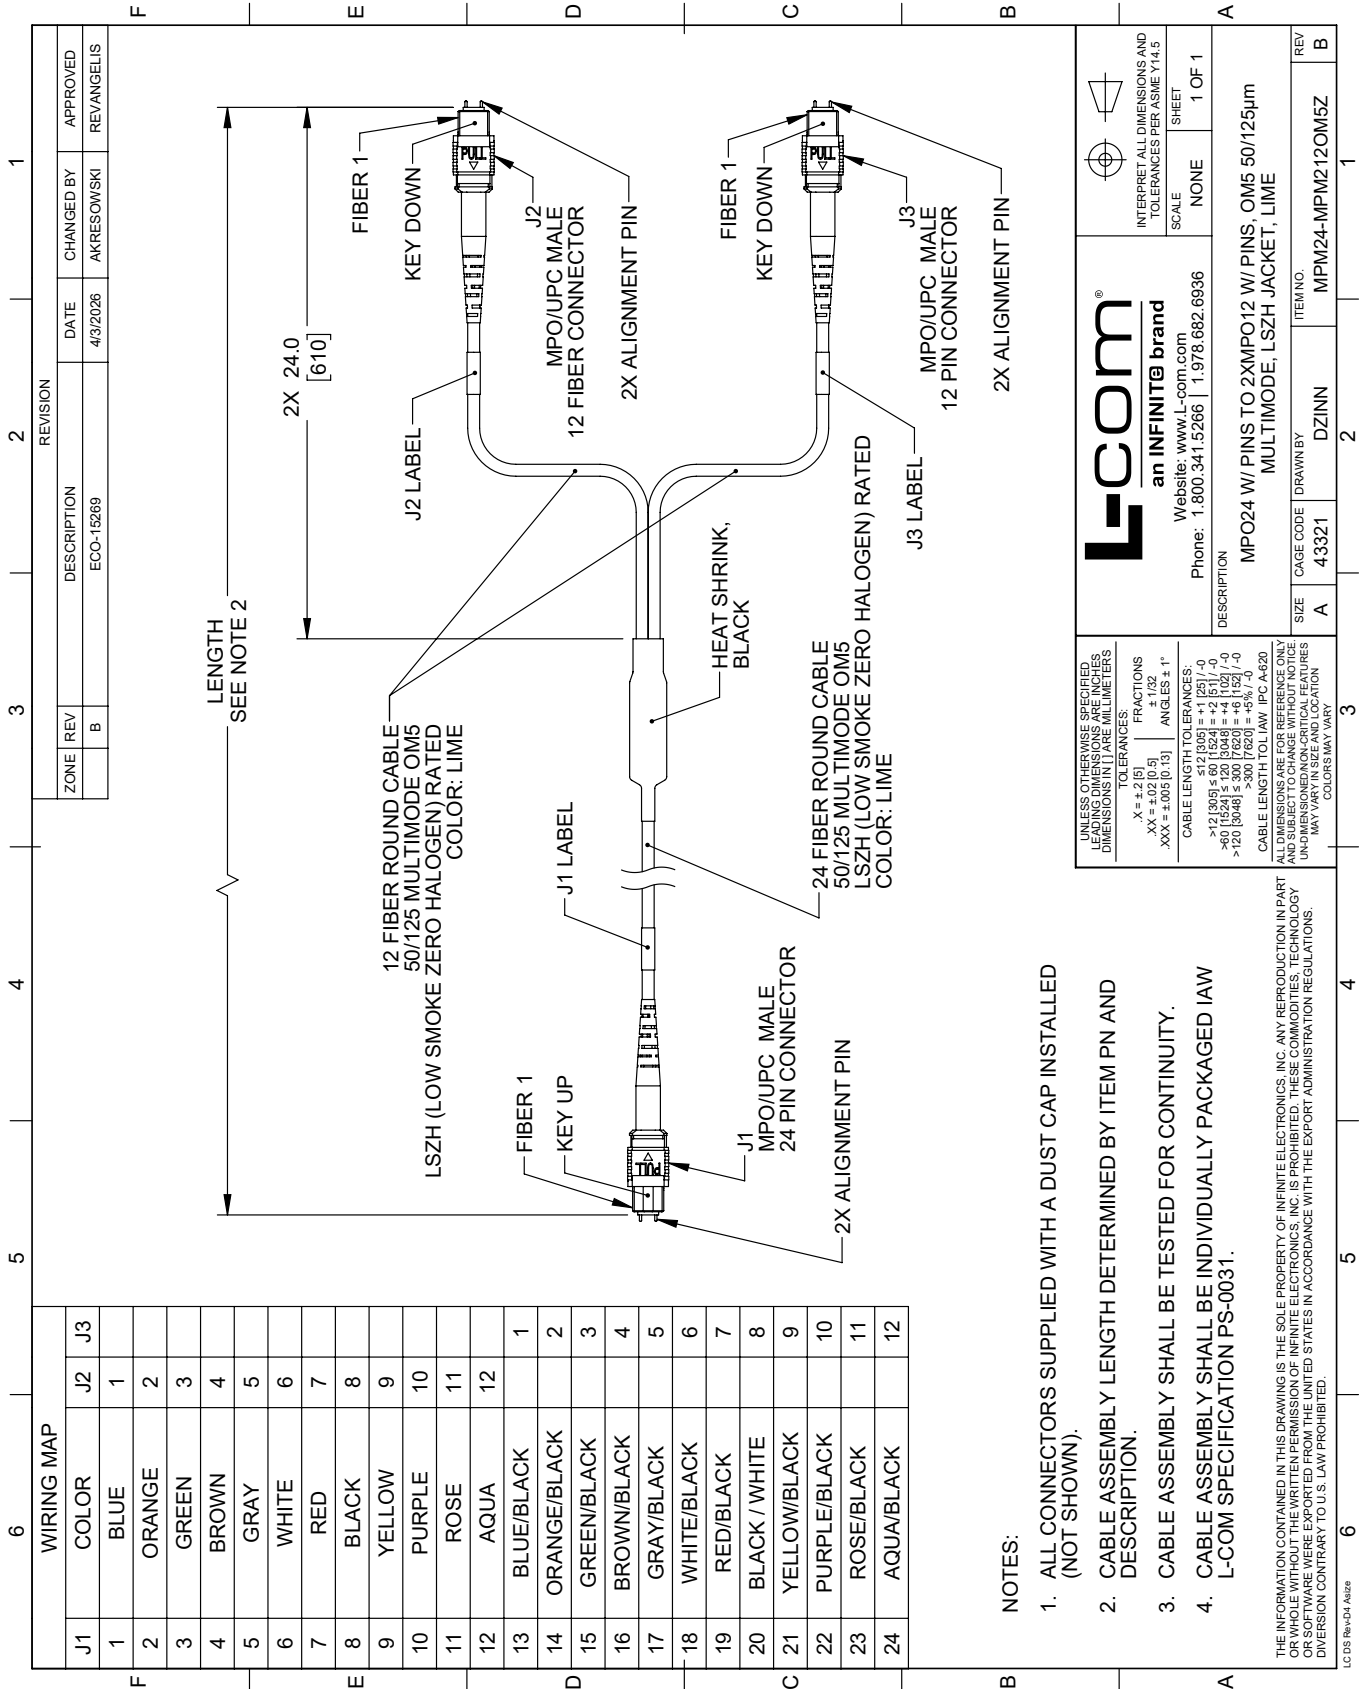 6
5
4
3
2
1
F
E
D
C
B
A
WIRING MAP
J1 COLOR J2 J3
1 BLUE 1
2 ORANGE 2
3 GREEN 3
4 BROWN 4
5 GRAY 5
6 WHITE 6
7 RED 7
8 BLACK 8
9 YELLOW 9
10 PURPLE 10
11 ROSE 11
12 AQUA 12
13 BLUE/BLACK 1
14 ORANGE/BLACK 2
15 GREEN/BLACK 3
16 BROWN/BLACK 4
17 GRAY/BLACK 5
18 WHITE/BLACK 6
19 RED/BLACK 7
20 BLACK / WHITE 8
21 YELLOW/BLACK 9
22 PURPLE/BLACK 10
23 ROSE/BLACK 11
24 AQUA/BLACK 12
REVISION
ZONE REV DESCRIPTION DATE CHANGED BY APPROVED
B ECO-15269 4/3/2026 AKRESOWSKI REVANGELIS
LENGTH
SEE NOTE 2
2X 24.0
[610]
12 FIBER ROUND CABLE
50/125 MULTIMODE OM5
LSZH (LOW SMOKE ZERO HALOGEN) RATED
COLOR: LIME
J2 LABEL
FIBER 1
KEY DOWN
PULL
J2
MPO/UPC MALE
12 FIBER CONNECTOR
2X ALIGNMENT PIN
FIBER 1
KEY UP
PULL
J1
MPO/UPC MALE
24 PIN CONNECTOR
2X ALIGNMENT PIN
J1 LABEL
HEAT SHRINK,
BLACK
24 FIBER ROUND CABLE
50/125 MULTIMODE OM5
LSZH (LOW SMOKE ZERO HALOGEN) RATED
COLOR: LIME
J3 LABEL
FIBER 1
KEY DOWN
PULL
J3
MPO/UPC MALE
12 PIN CONNECTOR
2X ALIGNMENT PIN
NOTES:
1. ALL CONNECTORS SUPPLIED WITH A DUST CAP INSTALLED
(NOT SHOWN).
2. CABLE ASSEMBLY LENGTH DETERMINED BY ITEM PN AND
DESCRIPTION.
3. CABLE ASSEMBLY SHALL BE TESTED FOR CONTINUITY.
4. CABLE ASSEMBLY SHALL BE INDIVIDUALLY PACKAGED IAW
L-COM SPECIFICATION PS-0031.
THE INFORMATION CONTAINED IN THIS DRAWING IS THE SOLE PROPERTY OF INFINITE ELECTRONICS, INC. ANY REPRODUCTION IN PART
OR WHOLE WITHOUT THE WRITTEN PERMISSION OF INFINITE ELECTRONICS, INC. IS PROHIBITED. THESE COMMODITIES, TECHNOLOGY
OR SOFTWARE WERE EXPORTED FROM THE UNITED STATES IN ACCORDANCE WITH THE EXPORT ADMINISTRATION REGULATIONS.
DIVERSION CONTRARY TO U.S. LAW PROHIBITED.
UNLESS OTHERWISE SPECIFIED
LEADING DIMENSIONS ARE INCHES
DIMENSIONS IN [ ] ARE MILLIMETERS
TOLERANCES:
.X = ±.2 [5] FRACTIONS
.XX = ±.02 [0.5] ± 1/32
.XXX = ±.005 [0.13] ANGLES ± 1°
CABLE LENGTH TOLERANCES:
≤12 [305] = +1 [25] / -0
>12 [305] ≤ 60 [1524] = +2 [51] / -0
>60 [1524] ≤ 120 [3048] = +4 [102] / -0
>120 [3048] ≤ 300 [7620] = +6 [152] / -0
>300 [7620] = +5% / -0
CABLE LENGTH TOL IAW IPC A-620
ALL DIMENSIONS ARE FOR REFERENCE ONLY
AND SUBJECT TO CHANGE WITHOUT NOTICE.
UN-DIMENSIONED/NON-CRITICAL FEATURES
MAY VARY IN SIZE AND LOCATION
COLORS MAY VARY
L-com®
an INFINITE brand
Website: www.L-com.com
Phone: 1.800.341.5266 | 1.978.682.6936
INTERPRET ALL DIMENSIONS AND
TOLERANCES PER ASME Y14.5
SCALE NONE
SHEET 1 OF 1
DESCRIPTION
MPO24 W/ PINS TO 2XMPO12 W/ PINS, OM5 50/125µm
MULTIMODE, LSZH JACKET, LIME
SIZE A
CAGE CODE 43321
DRAWN BY DZINN
ITEM NO. MPM24-MPM212OM5Z
REV B
LC DS Rev-D4 Asize
6
5
4
3
2
1
F
E
D
C
B
A